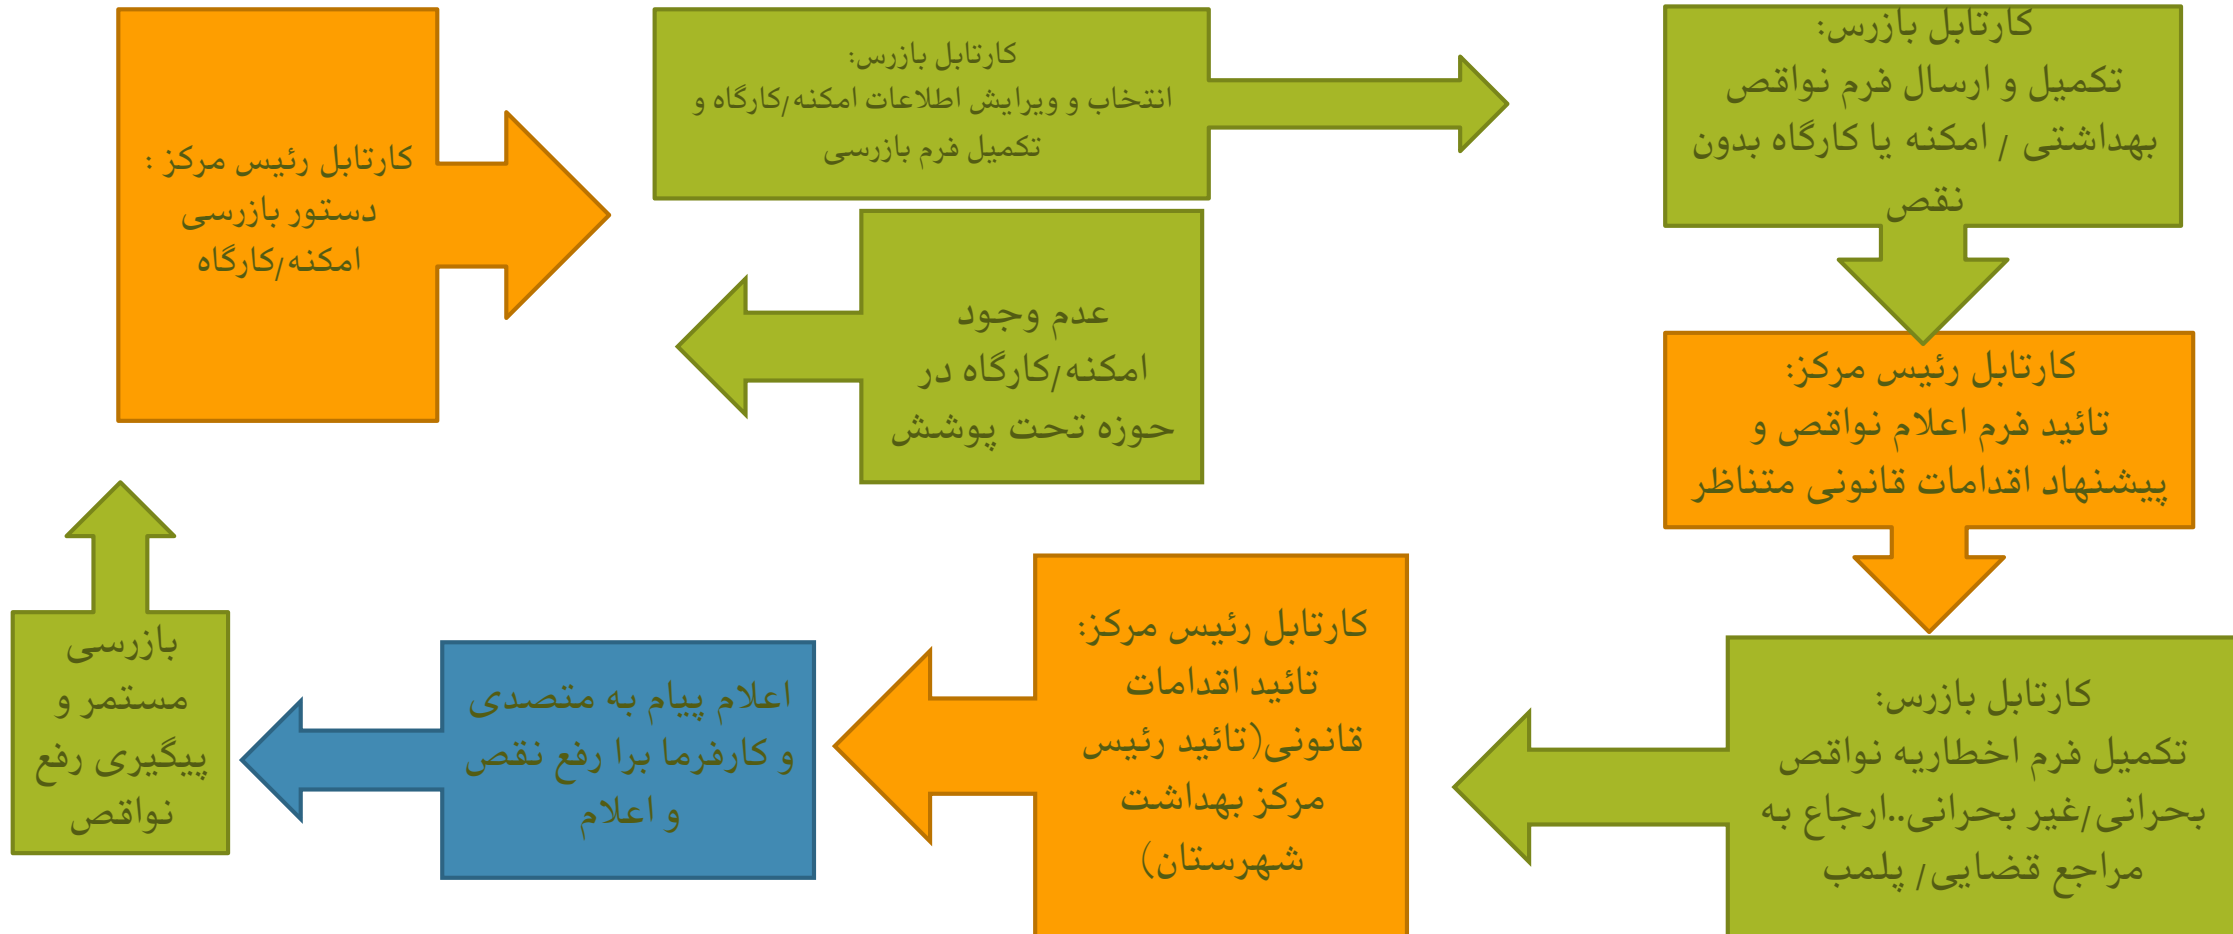 کارتابل رئیس مرکز :
دستور بازرسی
امکنه/کارگاه
کارتابل بازرس:
انتخاب و ویرایش اطلاعات امکنه/کارگاه و
تکمیل فرم بازرسی
عدم وجود
امکنه/کارگاه در
حوزه تحت پوشش
کارتابل بازرس:
تکمیل و ارسال فرم نواقص
بهداشتی / امکنه یا کارگاه بدون
نقص
کارتابل رئیس مرکز:
تائید فرم اعلام نواقص و
پیشنهاد اقدامات قانونی متناظر
کارتابل بازرس:
تکمیل فرم اخطاریه نواقص
بحرانی/غیر بحرانی..ارجاع به
مراجع قضایی/ پلمب
کارتابل رئیس مرکز:
تائید اقدامات
قانونی(تائید رئیس
مرکز بهداشت
شهرستان)
اعلام پیام به متصدی
و کارفرما برا رفع نقص
و اعلام
بازرسی
مستمر و
پیگیری رفع
نواقص